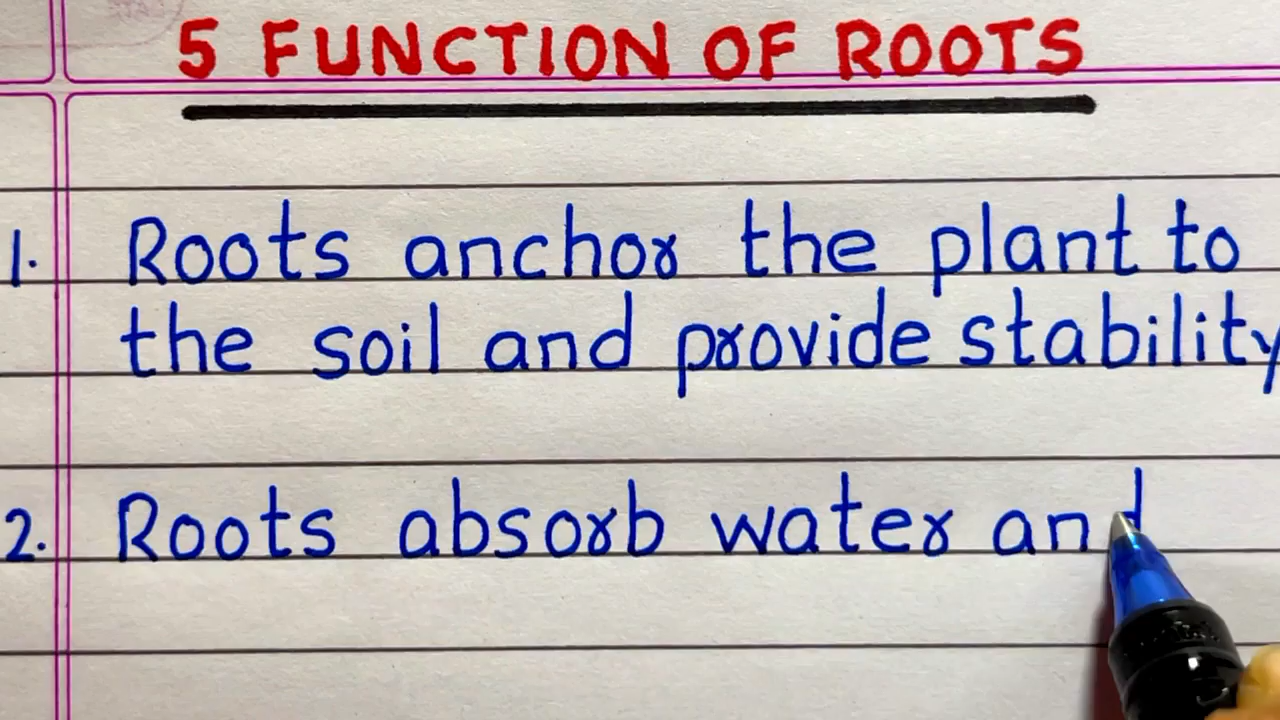 5 FUNCTION OF ROOTS
1. Roots anchor the plant to
the soil and provide stability
2. Roots absorb water and